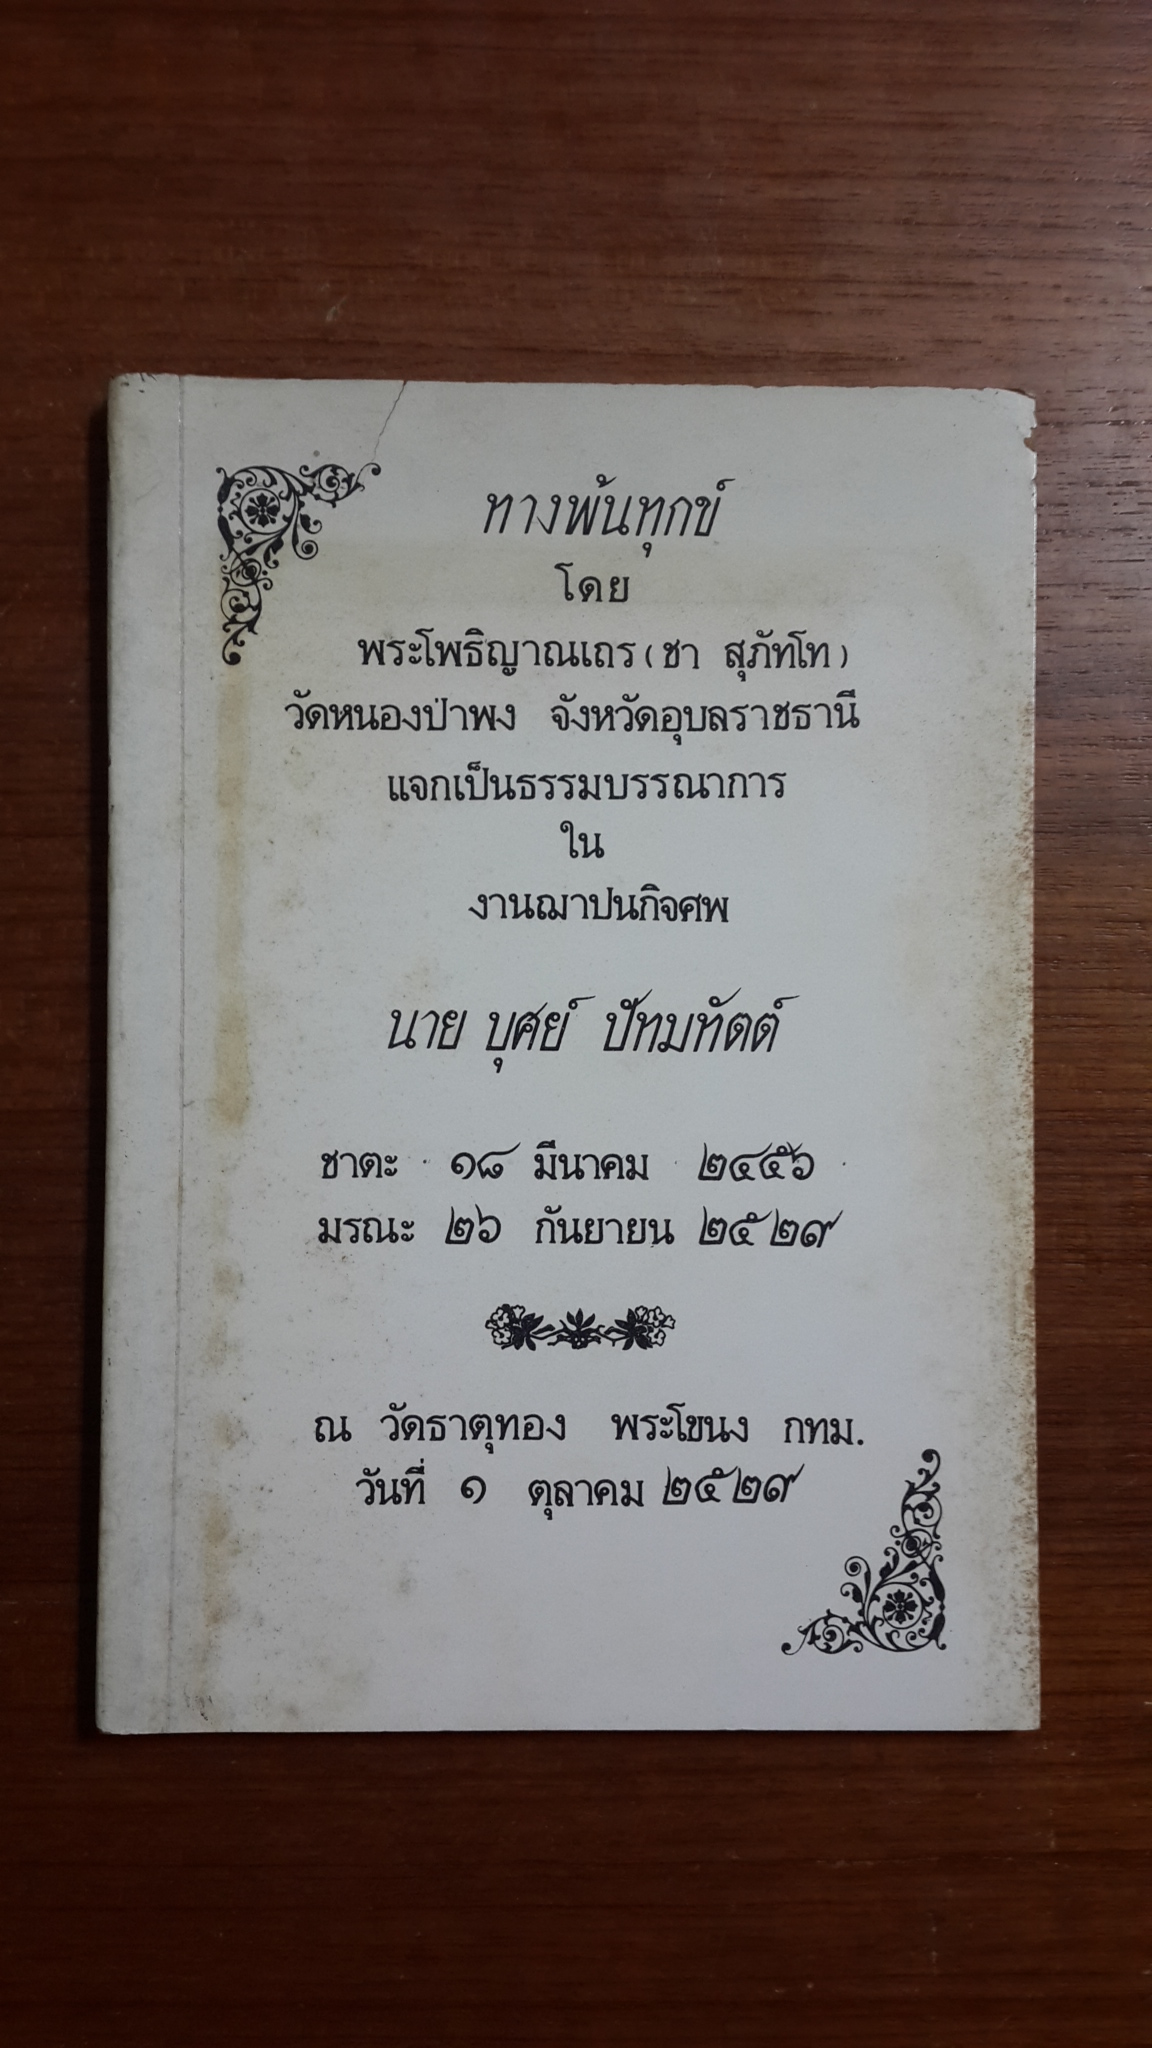 ทางพ้นทุกข์
โดย
พระโพธิญาณเถร (ชา สุภัทโท)
วัดหนองป่าพง จังหวัดอุบลราชธานี
แจกเป็นธรรมบรรณาการ
ใน
งานฌาปนกิจศพ
นาย บุศย์ ปัทมทัตต์
ชาตะ ๑๘ มีนาคม ๒๔๕๖
มรณะ ๒๖ กันยายน ๒๕๒๙
ณ วัดธาตุทอง พระโขนง กทม.
วันที่ ๑ ตุลาคม ๒๕๒๙